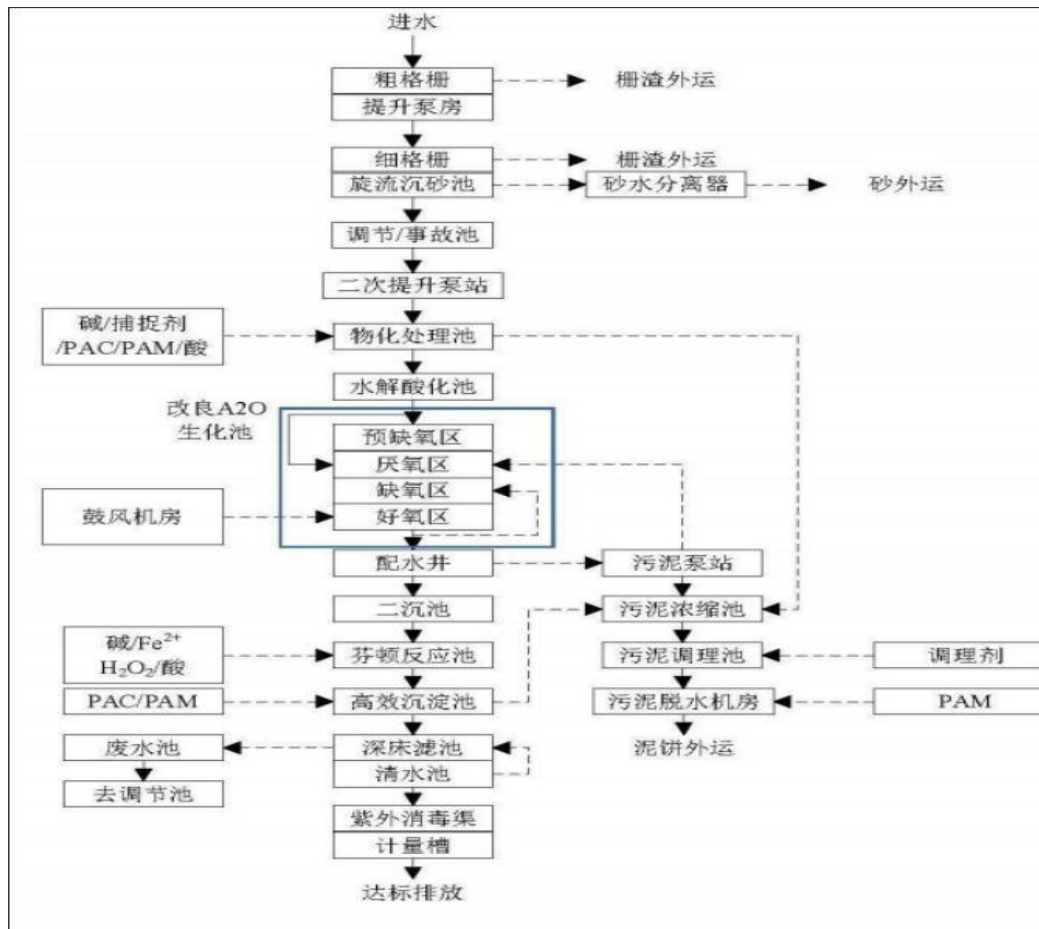 进水
粗格栅
栅渣外运
提升泵房
细格栅
栅渣外运
旋流沉砂池
砂水分离器
砂外运
调节/事故池
二次提升泵站
碱/捕捉剂
/PAC/PAM/酸
物化处理池
水解酸化池
改良A2O
生化池
预缺氧区
厌氧区
缺氧区
鼓风机房
好氧区
配水井
污泥泵站
二沉池
污泥浓缩池
碱/Fe²⁺
H₂O₂/酸
芬顿反应池
污泥调理池
调理剂
PAC/PAM
高效沉淀池
污泥脱水机房
PAM
废水池
深床滤池
泥饼外运
清水池
去调节池
紫外消毒渠
计量槽
达标排放